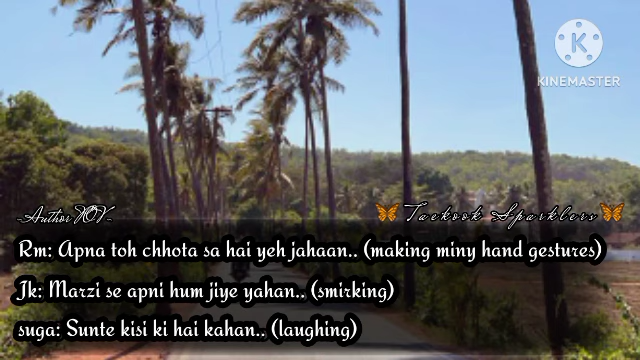 KINEMASTER
-Author POV-
🦋 Taekook Sparklers 🦋
Rm: Apna toh chhota sa hai yeh jahaan.. (making miny hand gestures)
Jk: Marzi se apni hum jiye yahan.. (smirking)
suga: Sunte kisi ki hai kahan.. (laughing)